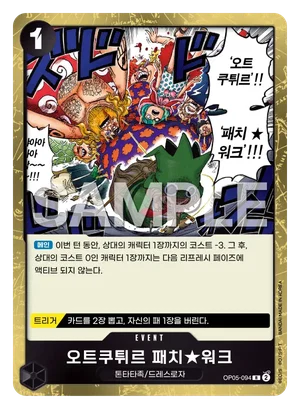 1
'오트
쿠튀르'!!
'패치★
워크'!!!
SAMPLE
메인 이번 턴 동안, 상대의 캐릭터 1장까지의 코스트 -3. 그 후,
상대의 코스트 0인 캐릭터 1장까지는 다음 리프레시 페이즈에
액티브 되지 않는다.
트리거 카드를 2장 뽑고, 자신의 패 1장을 버린다.
EVENT
오트쿠튀르 패치★워크
톤타타족/드레스로자
OP05-094 R 2